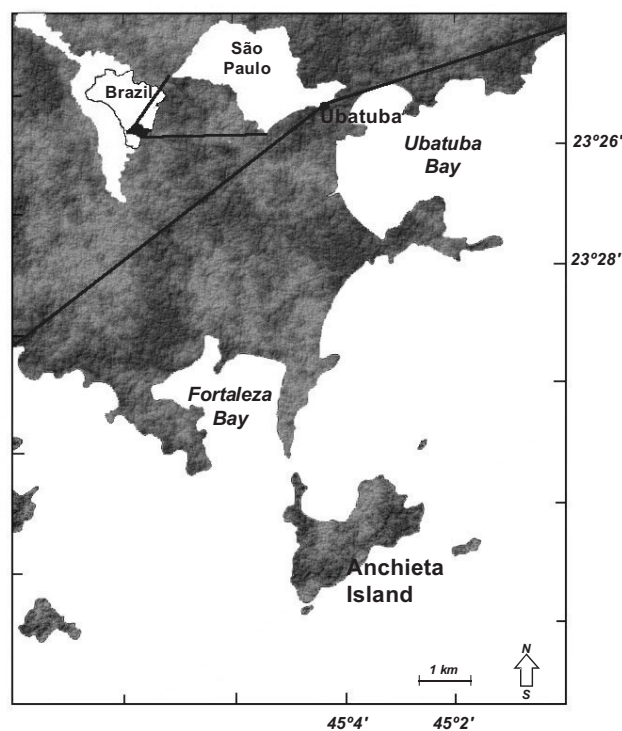 São
Paulo
Brazil
Ubatuba
Ubatuba
Bay
23°26'
23°28'
Fortaleza
Bay
Anchieta
Island
1 km
N
S
45°4'
45°2'